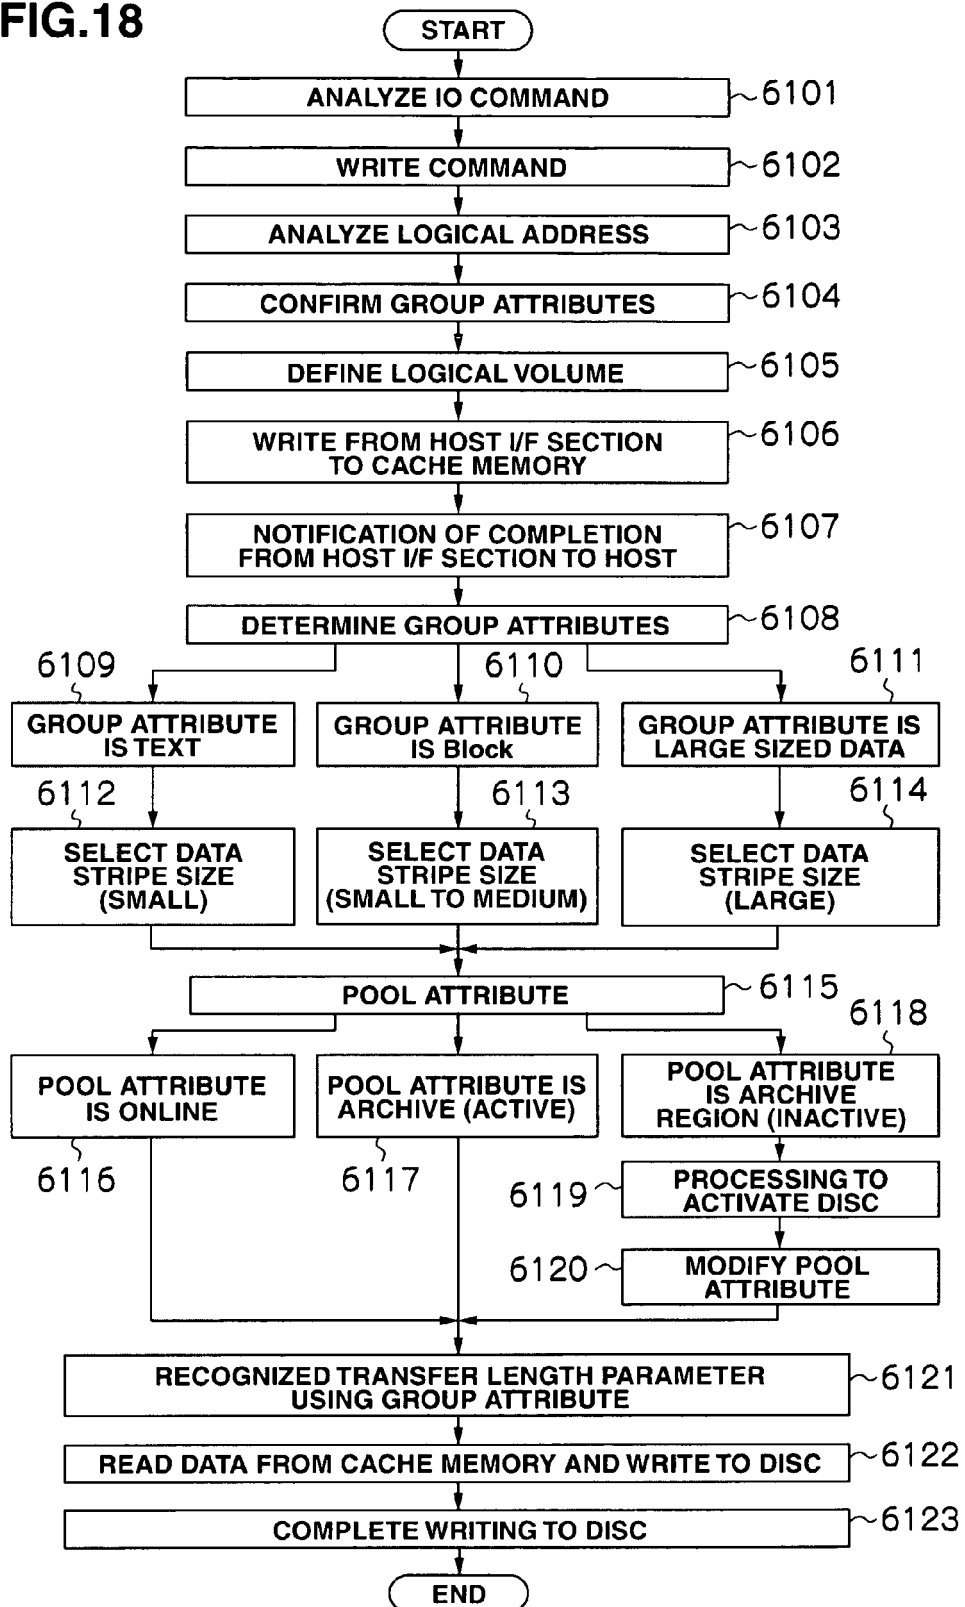 FIG.18
START
ANALYZE IO COMMAND
6101
WRITE COMMAND
6102
ANALYZE LOGICAL ADDRESS
6103
CONFIRM GROUP ATTRIBUTES
6104
DEFINE LOGICAL VOLUME
6105
WRITE FROM HOST I/F SECTION
TO CACHE MEMORY
6106
NOTIFICATION OF COMPLETION
FROM HOST I/F SECTION TO HOST
6107
DETERMINE GROUP ATTRIBUTES
6108
6109
GROUP ATTRIBUTE
IS TEXT
6110
GROUP ATTRIBUTE
IS Block
6111
GROUP ATTRIBUTE IS
LARGE SIZED DATA
6112
SELECT DATA
STRIPE SIZE
(SMALL)
6113
SELECT DATA
STRIPE SIZE
(SMALL TO MEDIUM)
6114
SELECT DATA
STRIPE SIZE
(LARGE)
POOL ATTRIBUTE
6115
POOL ATTRIBUTE
IS ONLINE
6116
POOL ATTRIBUTE IS
ARCHIVE (ACTIVE)
6117
6118
POOL ATTRIBUTE
IS ARCHIVE
REGION (INACTIVE)
6119
PROCESSING TO
ACTIVATE DISC
6120
MODIFY POOL
ATTRIBUTE
RECOGNIZED TRANSFER LENGTH PARAMETER
USING GROUP ATTRIBUTE
6121
READ DATA FROM CACHE MEMORY AND WRITE TO DISC
6122
COMPLETE WRITING TO DISC
6123
END